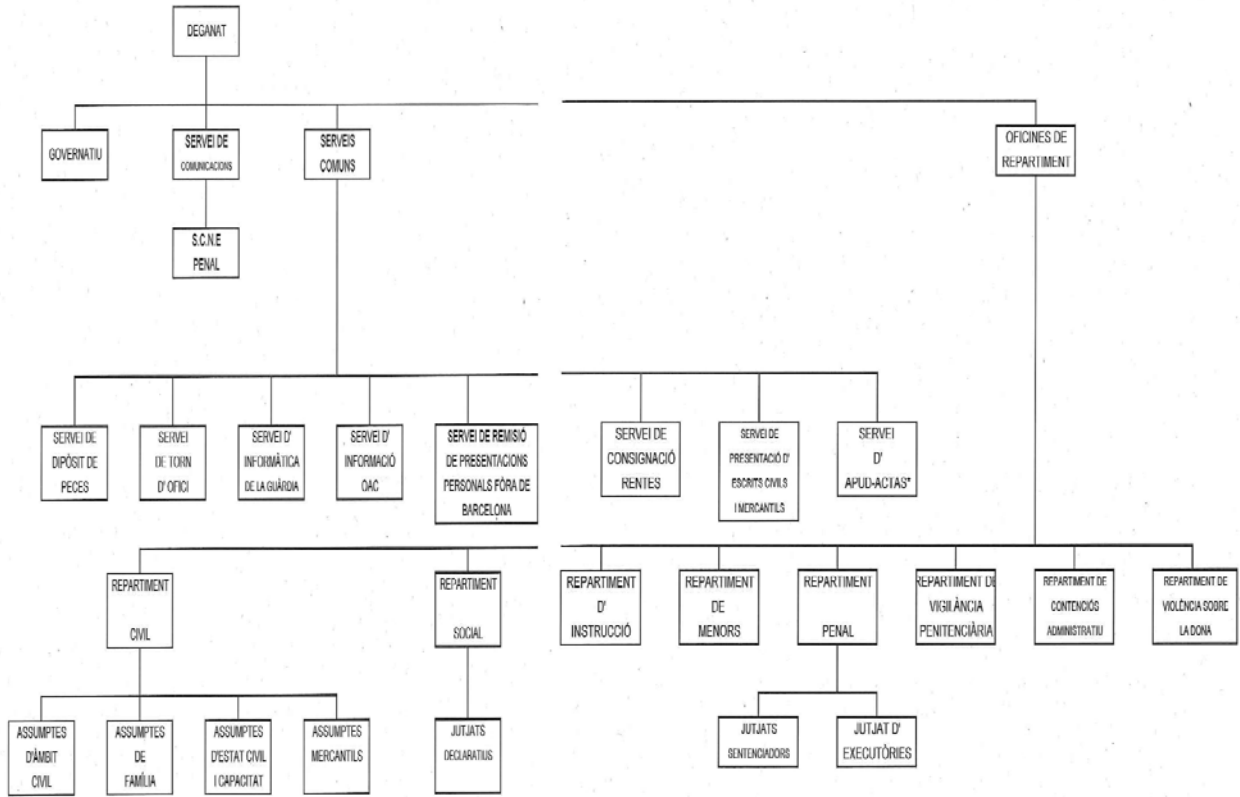 DEGANAT
GOVERNATIU
SERVEI DE
COMUNICACIONS
SERVEIS
COMUNS
OFICINES DE
REPARTIMENT
S.C.N.E
PENAL
SERVEI DE
DIPÒSIT DE
PECES
SERVEI
DE TORN
D' OFICI
SERVEI D'
INFORMÀTICA
DE LA GUÀRDIA
SERVEI D'
INFORMACIÓ
OAC
SERVEI DE REMISIÓ
DE PRESENTACIONS
PERSONALS FÒRA DE
BARCELONA
SERVEI DE
CONSIGNACIÓ
RENTES
SERVEI DE
PRESENTACIÓ D'
ESCRITS CIVILS
I MERCANTILS
SERVEI
D'
APUD-ACTAS*
REPARTIMENT
CIVIL
REPARTIMENT
SOCIAL
REPARTIMENT
D'
INSTRUCCIÓ
REPARTIMENT
DE
MENORS
REPARTIMENT
PENAL
REPARTIMENT DE
VIGILÀNCIA
PENITENCIÀRIA
REPARTIMENT DE
CONTENCIÓS
ADMINISTRATIU
REPARTIMENT DE
VIOLÈNCIA SOBRE
LA DONA
ASSUMPTES
D'ÀMBIT
CIVIL
ASSUMPTES
DE
FAMÍLIA
ASSUMPTES
D'ESTAT CIVIL
I CAPACITAT
ASSUMPTES
MERCANTILS
JUTJATS
DECLARATIUS
JUTJATS
SENTENCIADORS
JUTJAT D'
EXECUTÒRIES